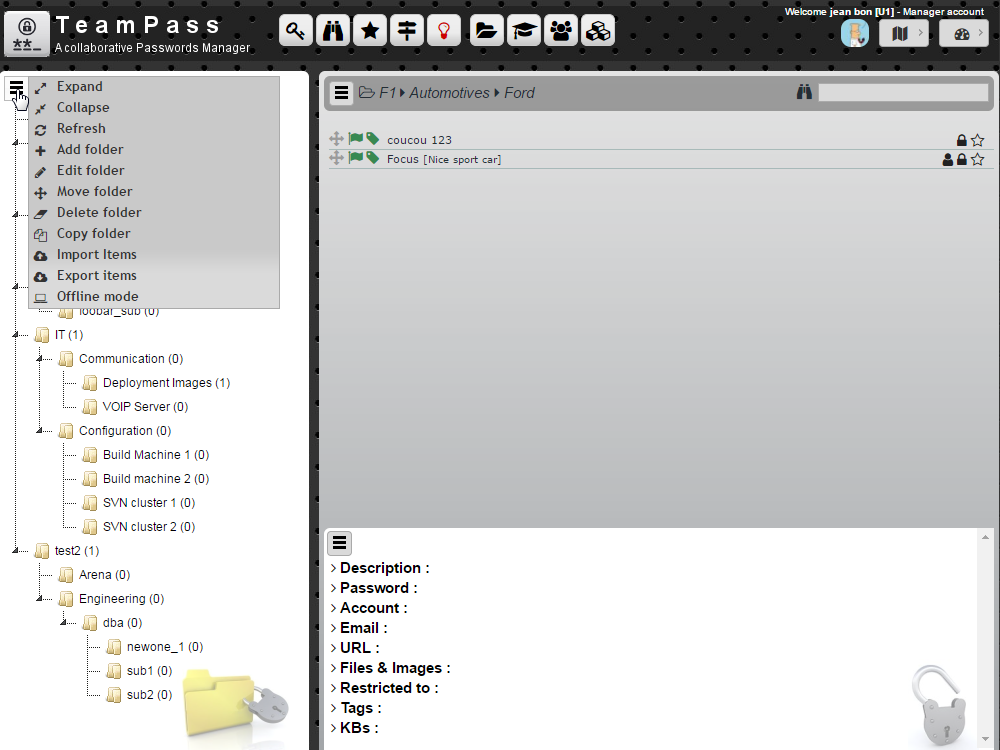 TeamPass
A collaborative Passwords Manager
**_
Welcome jean bon [U1] - Manager account
Expand
Collapse
Refresh
Add folder
Edit folder
Move folder
Delete folder
Copy folder
Import Items
Export items
Offline mode
foobar_sub (0)
IT (1)
Communication (0)
Deployment Images (1)
VOIP Server (0)
Configuration (0)
Build Machine 1 (0)
Build machine 2 (0)
SVN cluster 1 (0)
SVN cluster 2 (0)
test2 (1)
Arena (0)
Engineering (0)
dba (0)
newone_1 (0)
sub1 (0)
sub2 (0)
F1 Automotives Ford
coucou 123
Focus [Nice sport car]
Description :
Password :
Account :
Email :
URL :
Files & Images :
Restricted to :
Tags :
KBs :